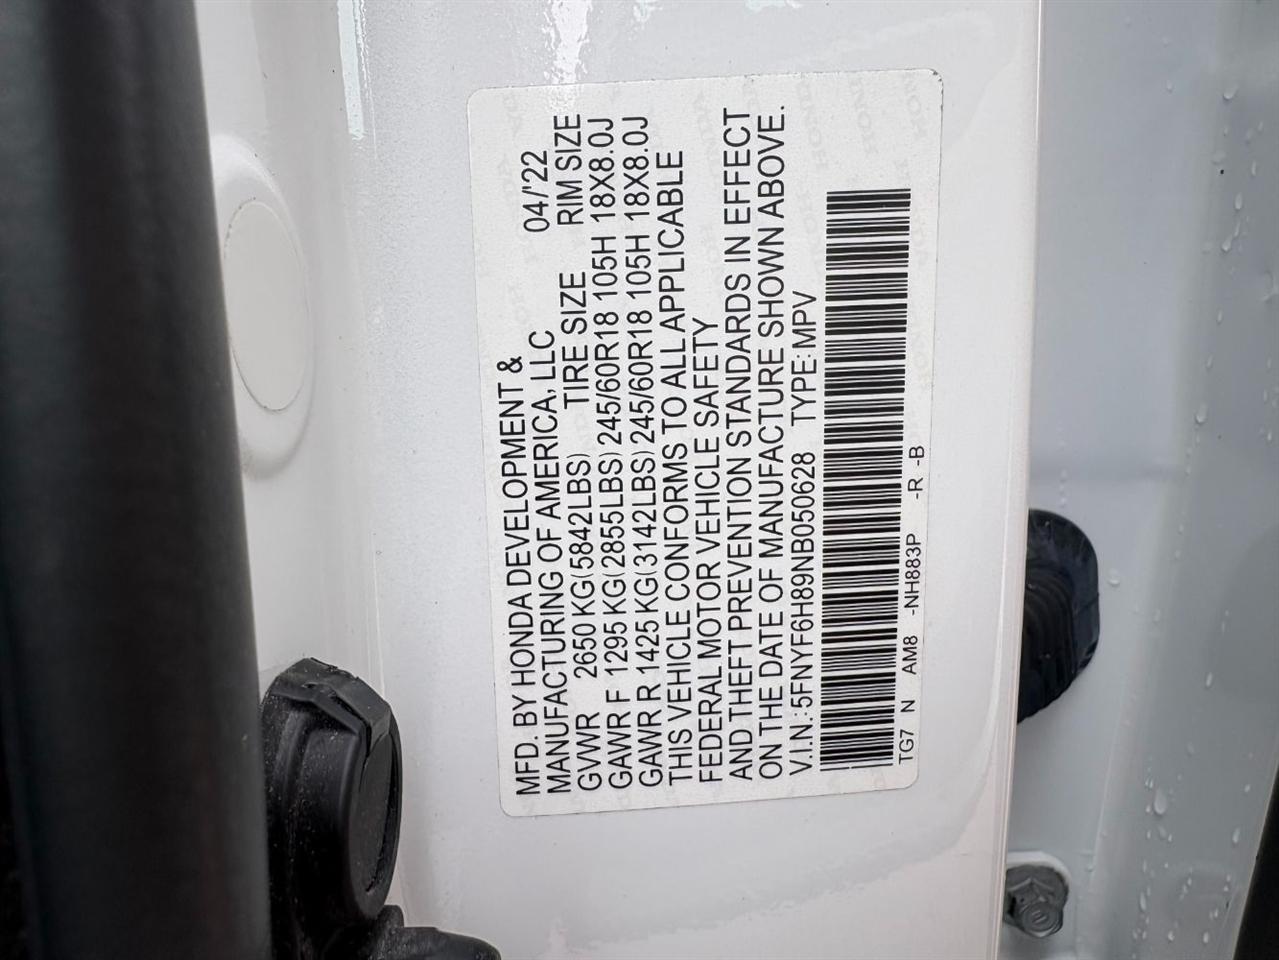 MFD. BY HONDA DEVELOPMENT &
MANUFACTURING OF AMERICA, LLC 04/'22
GVWR 2650 KG(5842LBS) TIRE SIZE RIM SIZE
GAWR F 1295 KG(2855LBS) 245/60R18 105H 18X8.0J
GAWR R 1425 KG(3142LBS) 245/60R18 105H 18X8.0J
THIS VEHICLE CONFORMS TO ALL APPLICABLE
FEDERAL MOTOR VEHICLE SAFETY
AND THEFT PREVENTION STANDARDS IN EFFECT
ON THE DATE OF MANUFACTURE SHOWN ABOVE.
V.I.N.:5FNYF6H89NB050628 TYPE:MPV
TG7 N AM8 -NH883P -R -B